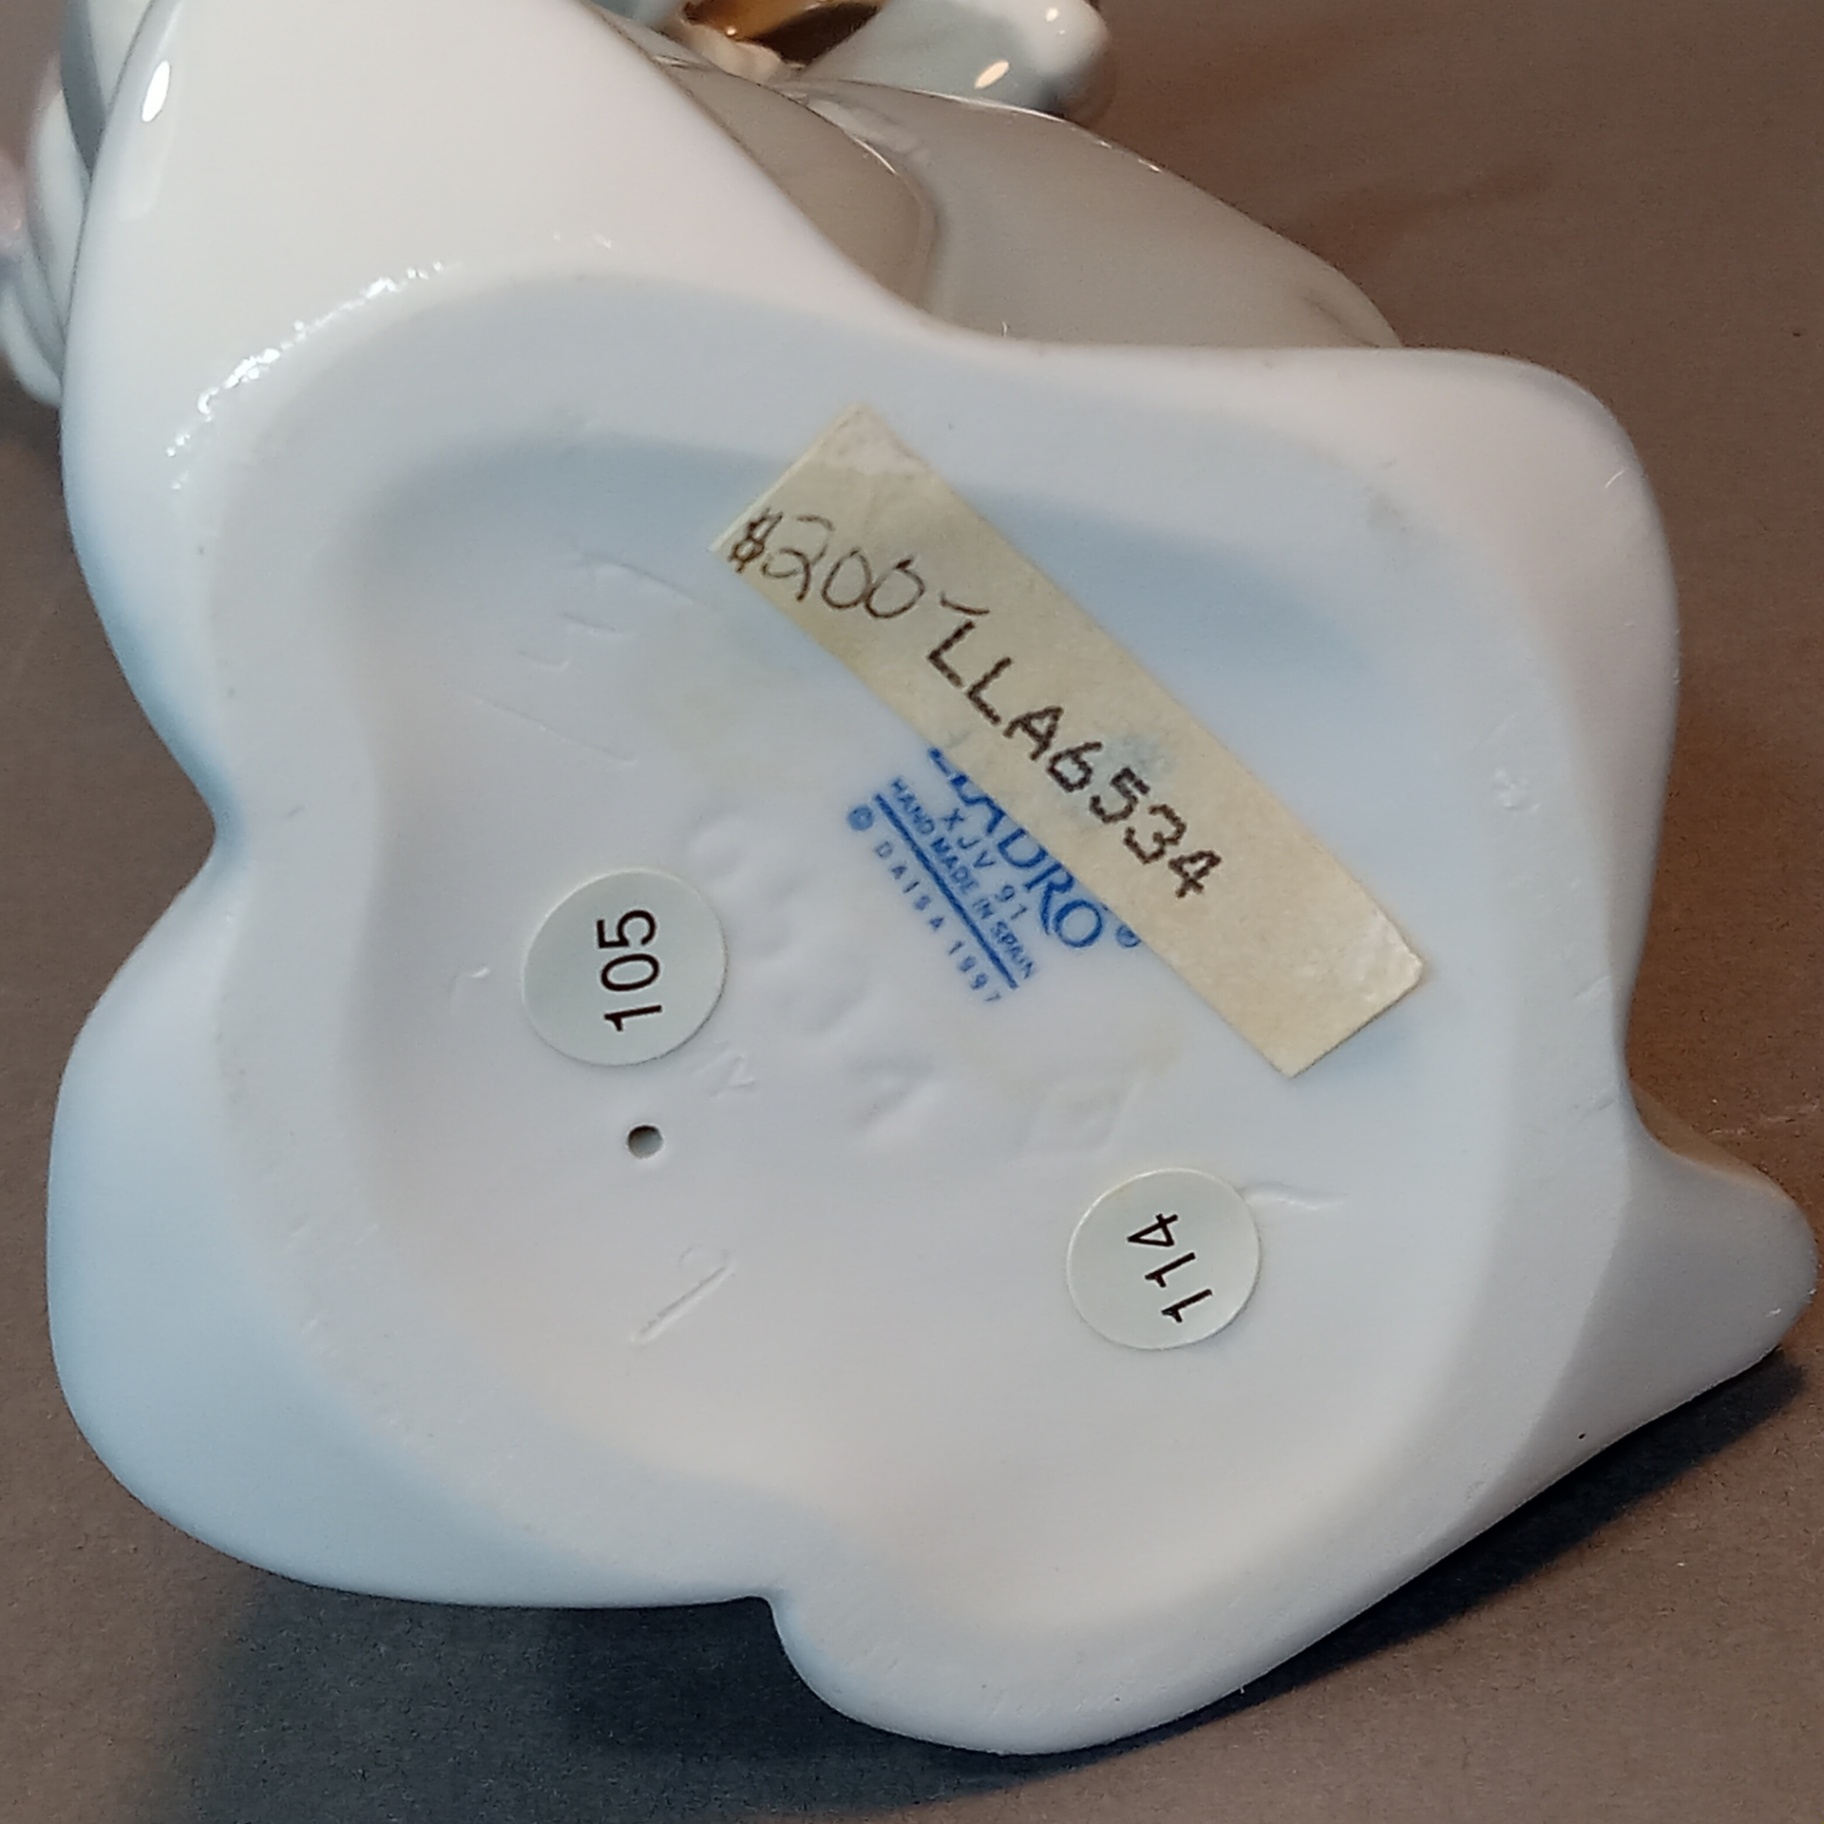 $200 – LLA6534
LLADRÓ®
XJV 91
HAND MADE IN SPAIN
© DAISA 1997
105
114